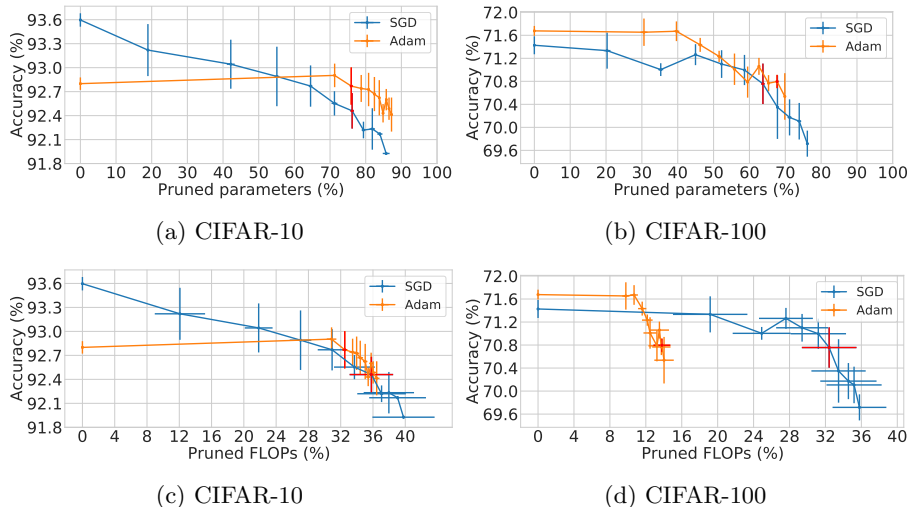 93.6
93.3
93.0
92.7
92.4
92.1
91.8
Accuracy (%)
SGD
Adam
0 10 20 30 40 50 60 70 80 90 100
Pruned parameters (%)
(a) CIFAR-10
72.0
71.6
71.2
70.8
70.4
70.0
69.6
Accuracy (%)
SGD
Adam
0 10 20 30 40 50 60 70 80 90 100
Pruned parameters (%)
(b) CIFAR-100
93.6
93.3
93.0
92.7
92.4
92.1
91.8
Accuracy (%)
SGD
Adam
0 4 8 12 16 20 24 28 32 36 40
Pruned FLOPs (%)
(c) CIFAR-10
72.0
71.6
71.2
70.8
70.4
70.0
69.6
Accuracy (%)
SGD
Adam
0 4 8 12 16 20 24 28 32 36 40
Pruned FLOPs (%)
(d) CIFAR-100